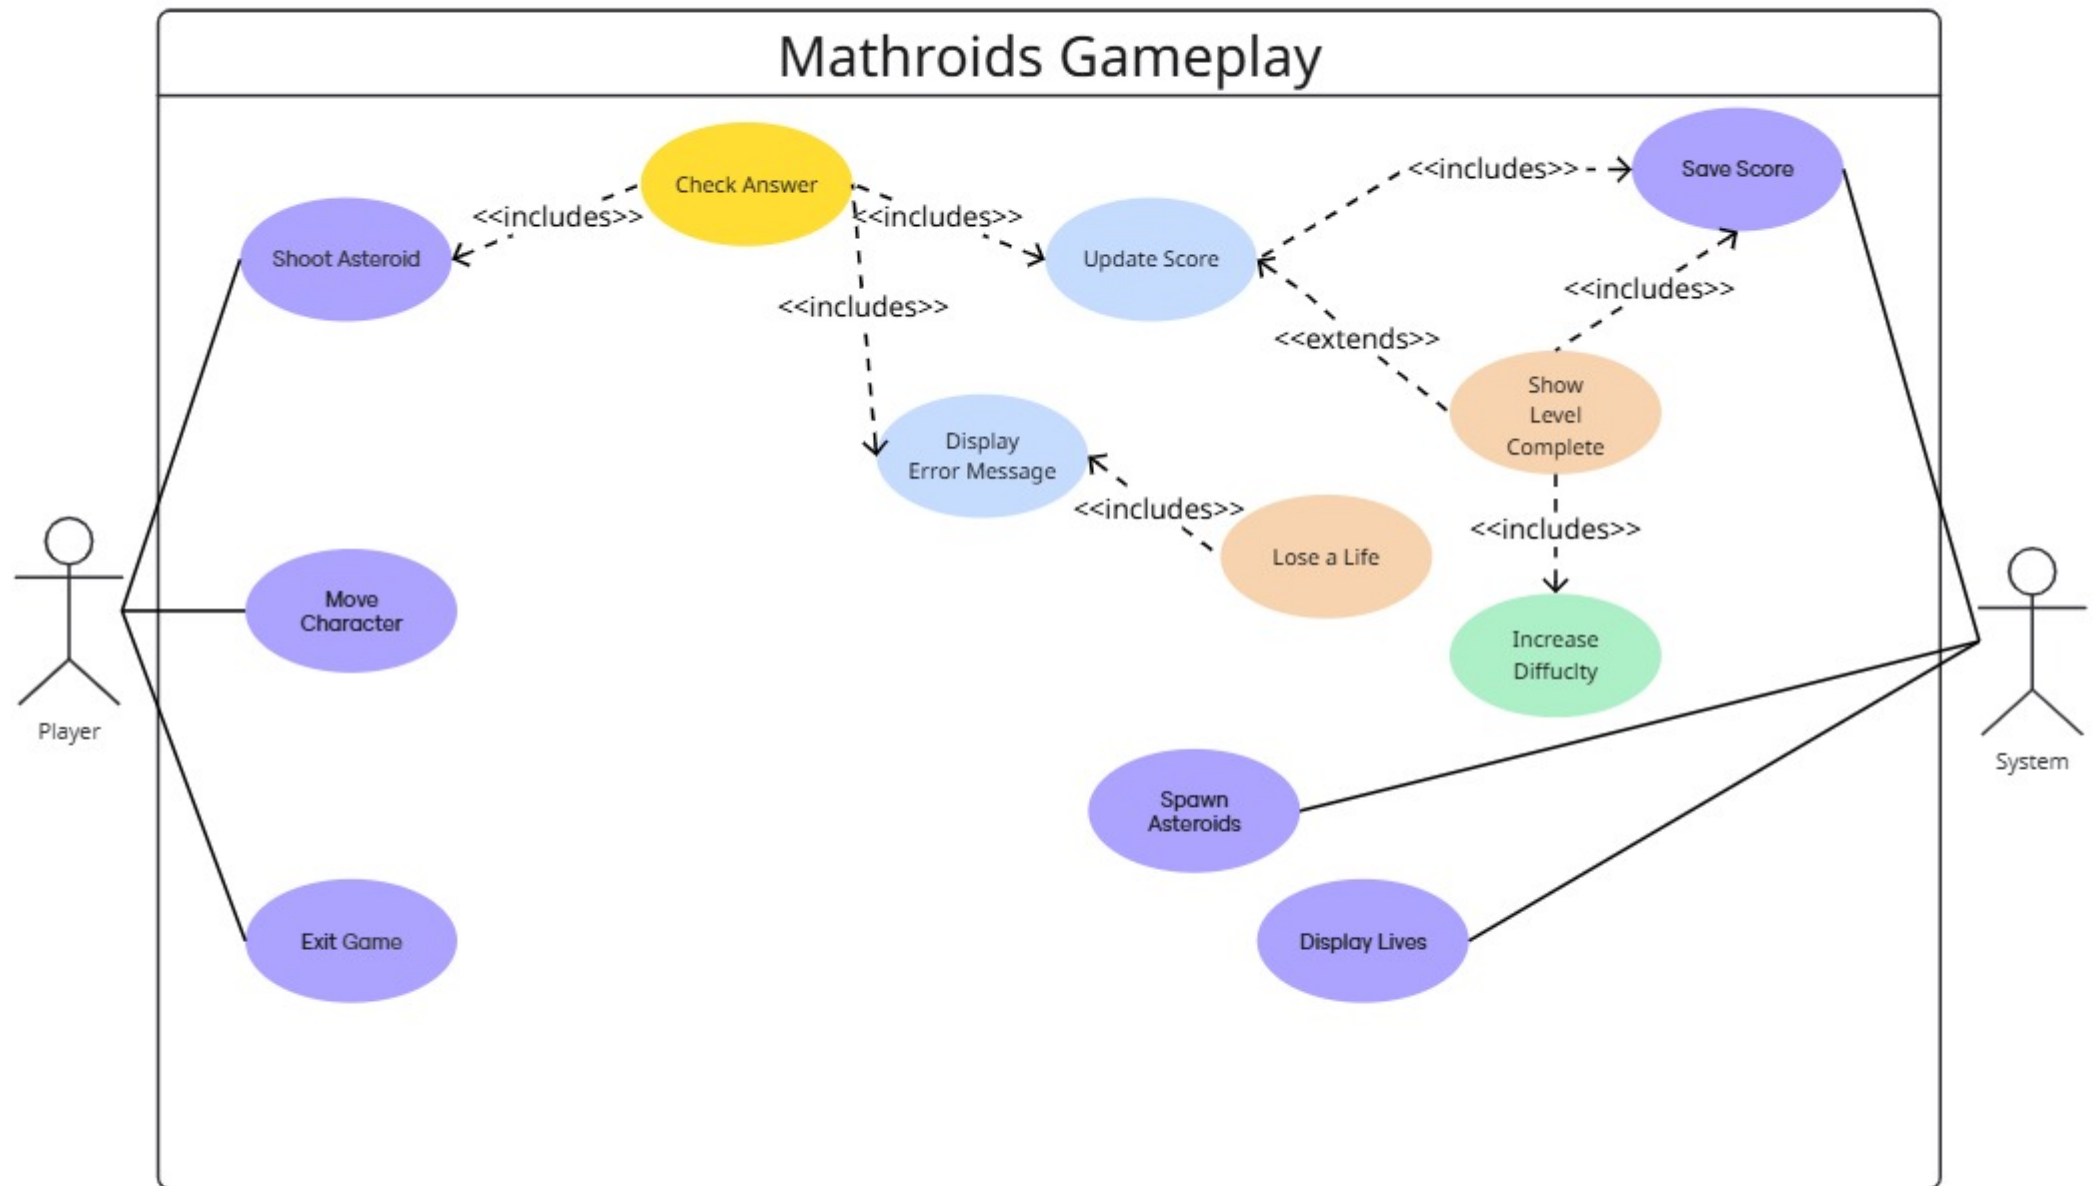 Mathroids Gameplay
Check Answer
<<includes>>
Save Score
<<includes>>
<<includes>>
Shoot Asteroid
Update Score
<<includes>>
<<includes>>
<<extends>>
Show
Level
Complete
Display
Error Message
<<includes>>
<<includes>>
Lose a Life
Move
Character
Increase
Diffuclty
Player
System
Spawn
Asteroids
Exit Game
Display Lives